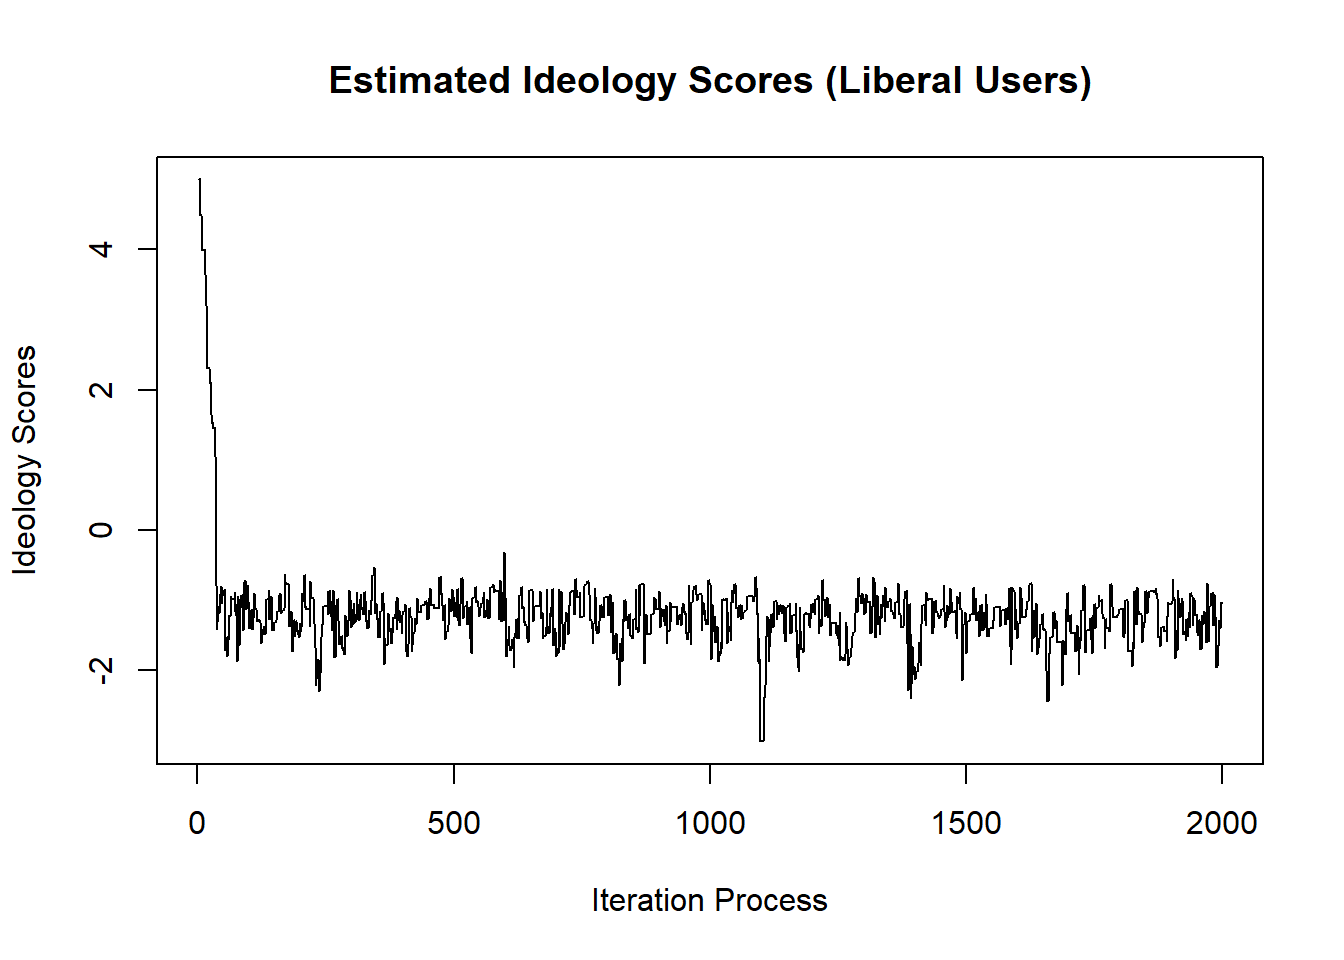 Estimated Ideology Scores (Liberal Users)
Ideology Scores
4
2
0
-2
0 500 1000 1500 2000
Iteration Process